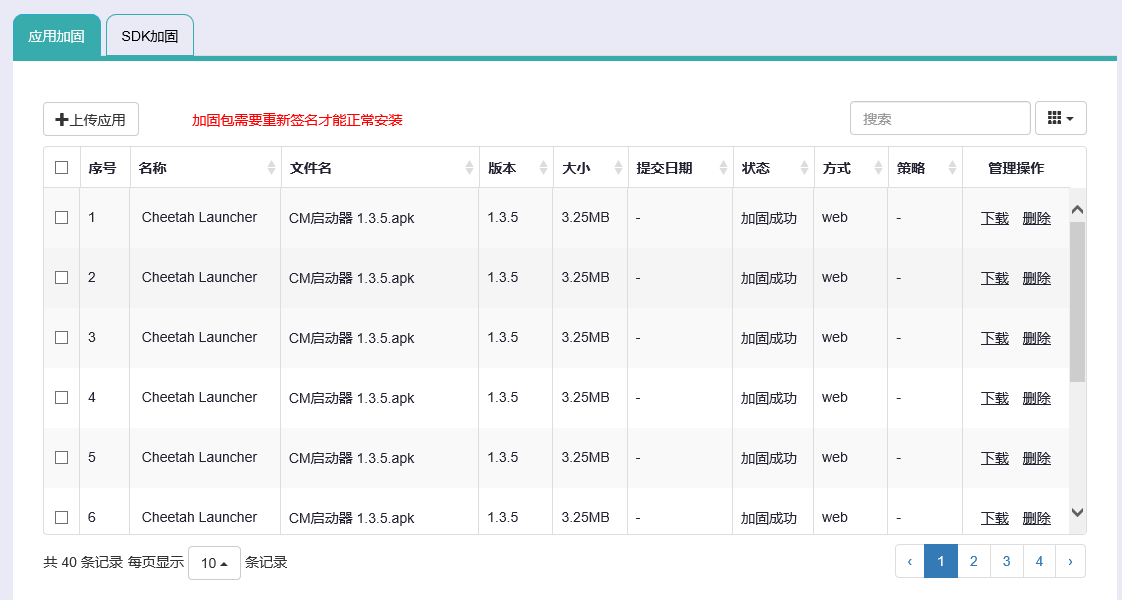 应用加固 SDK加固
上传应用 加固包需要重新签名才能正常安装 搜索
序号 名称 文件名 版本 大小 提交日期 状态 方式 策略 管理操作
1 Cheetah Launcher CM启动器 1.3.5.apk 1.3.5 3.25MB - 加固成功 web - 下载 删除
2 Cheetah Launcher CM启动器 1.3.5.apk 1.3.5 3.25MB - 加固成功 web - 下载 删除
3 Cheetah Launcher CM启动器 1.3.5.apk 1.3.5 3.25MB - 加固成功 web - 下载 删除
4 Cheetah Launcher CM启动器 1.3.5.apk 1.3.5 3.25MB - 加固成功 web - 下载 删除
5 Cheetah Launcher CM启动器 1.3.5.apk 1.3.5 3.25MB - 加固成功 web - 下载 删除
6 Cheetah Launcher CM启动器 1.3.5.apk 1.3.5 3.25MB - 加固成功 web - 下载 删除
共 40 条记录 每页显示 10 条记录 ‹ 1 2 3 4 ›